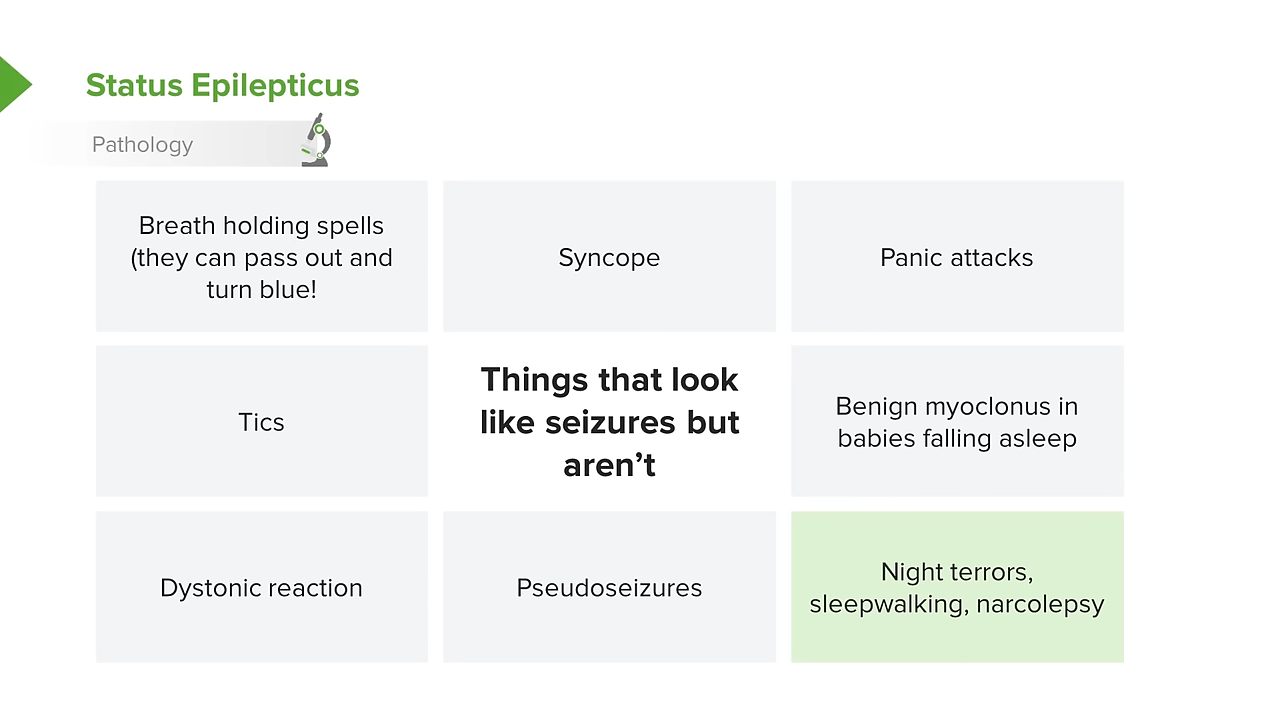 Status Epilepticus
Pathology
Breath holding spells
(they can pass out and
turn blue!
Syncope
Panic attacks
Tics
Things that look
like seizures but
aren’t
Benign myoclonus in
babies falling asleep
Dystonic reaction
Pseudoseizures
Night terrors,
sleepwalking, narcolepsy